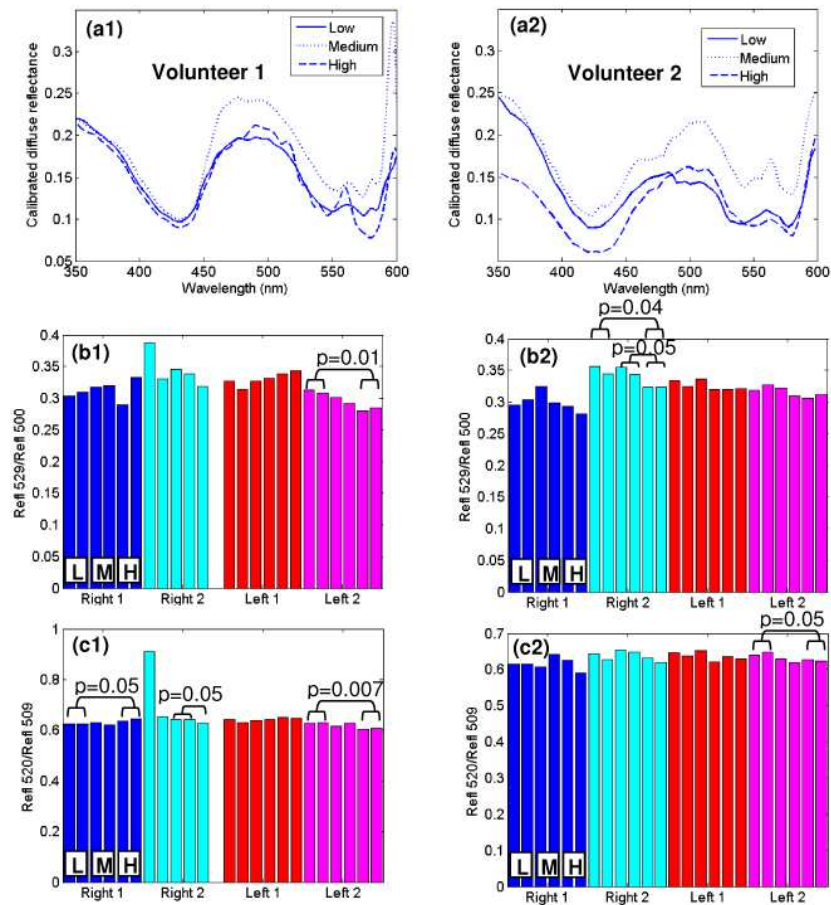 (a1)
Volunteer 1
Low
Medium
High
Calibrated diffuse reflectance
0.3
0.25
0.2
0.15
0.1
0.05
350 400 450 500 550 600
Wavelength (nm)
(a2)
Volunteer 2
Low
Medium
High
Calibrated diffuse reflectance
0.3
0.25
0.2
0.15
0.1
350 400 450 500 550 600
Wavelength (nm)
(b1)
p=0.01
Refl 529/Refl 500
0.4
0.35
0.3
0.25
0.2
0.15
0.1
0.05
0
L M H
Right 1 Right 2 Left 1 Left 2
(b2)
p=0.04
p=0.05
Refl 529/Refl 500
0.4
0.35
0.3
0.25
0.2
0.15
0.1
0.05
0
L M H
Right 1 Right 2 Left 1 Left 2
(c1)
p=0.05
p=0.05
p=0.007
Refl 520/Refl 509
1
0.8
0.6
0.4
0.2
0
L M H
Right 1 Right 2 Left 1 Left 2
(c2)
p=0.05
Refl 520/Refl 509
0.7
0.6
0.5
0.4
0.3
0.2
0.1
0
L M H
Right 1 Right 2 Left 1 Left 2